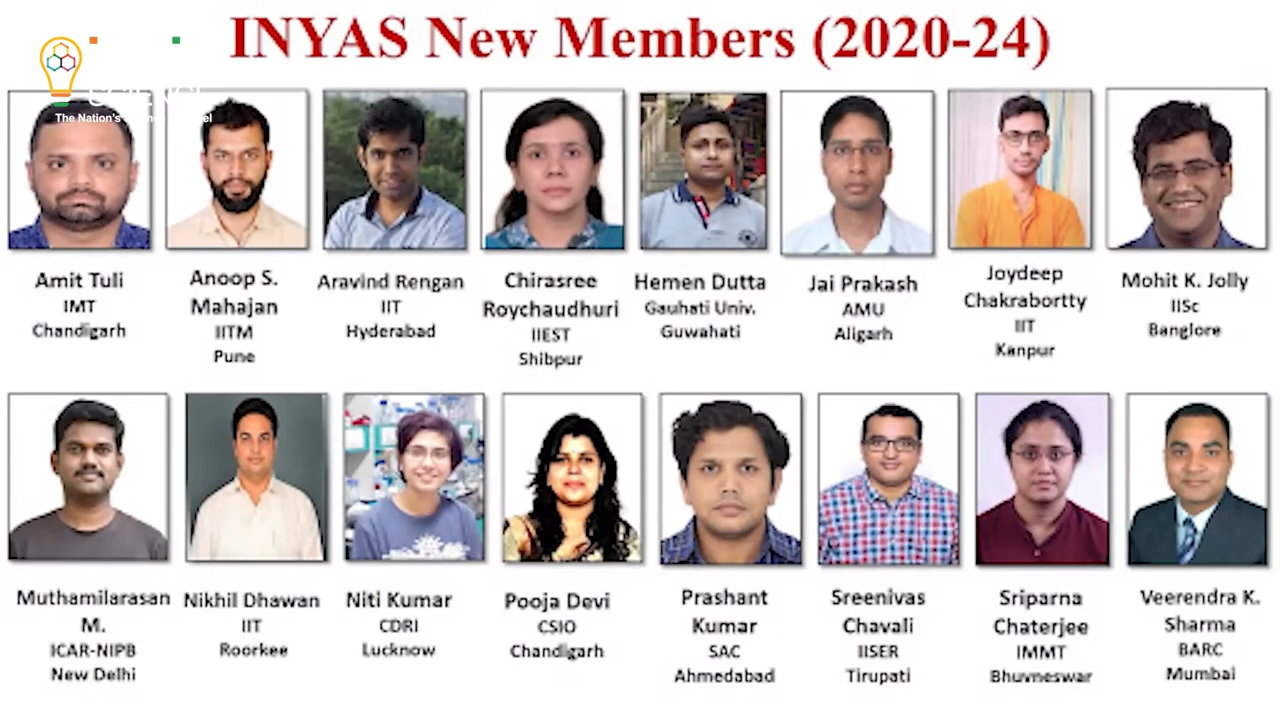 INYAS New Members (2020-24)
The Nation's
Amit Tuli
IMT
Chandigarh
Anoop S.
Mahajan
IITM
Pune
Aravind Rengan
IIT
Hyderabad
Chirasree
Roychaudhuri
IIEST
Shibpur
Hemen Dutta
Gauhati Univ.
Guwahati
Jai Prakash
AMU
Aligarh
Joydeep
Chakrabortty
IIT
Kanpur
Mohit K. Jolly
IISc
Banglore
Muthamilarasan
M.
ICAR-NIPB
New Delhi
Nikhil Dhawan
IIT
Roorkee
Niti Kumar
CDRI
Lucknow
Pooja Devi
CSIO
Chandigarh
Prashant
Kumar
SAC
Ahmedabad
Sreenivas
Chavali
IISER
Tirupati
Sriparna
Chaterjee
IMMT
Bhuvneswar
Veerendra K.
Sharma
BARC
Mumbai